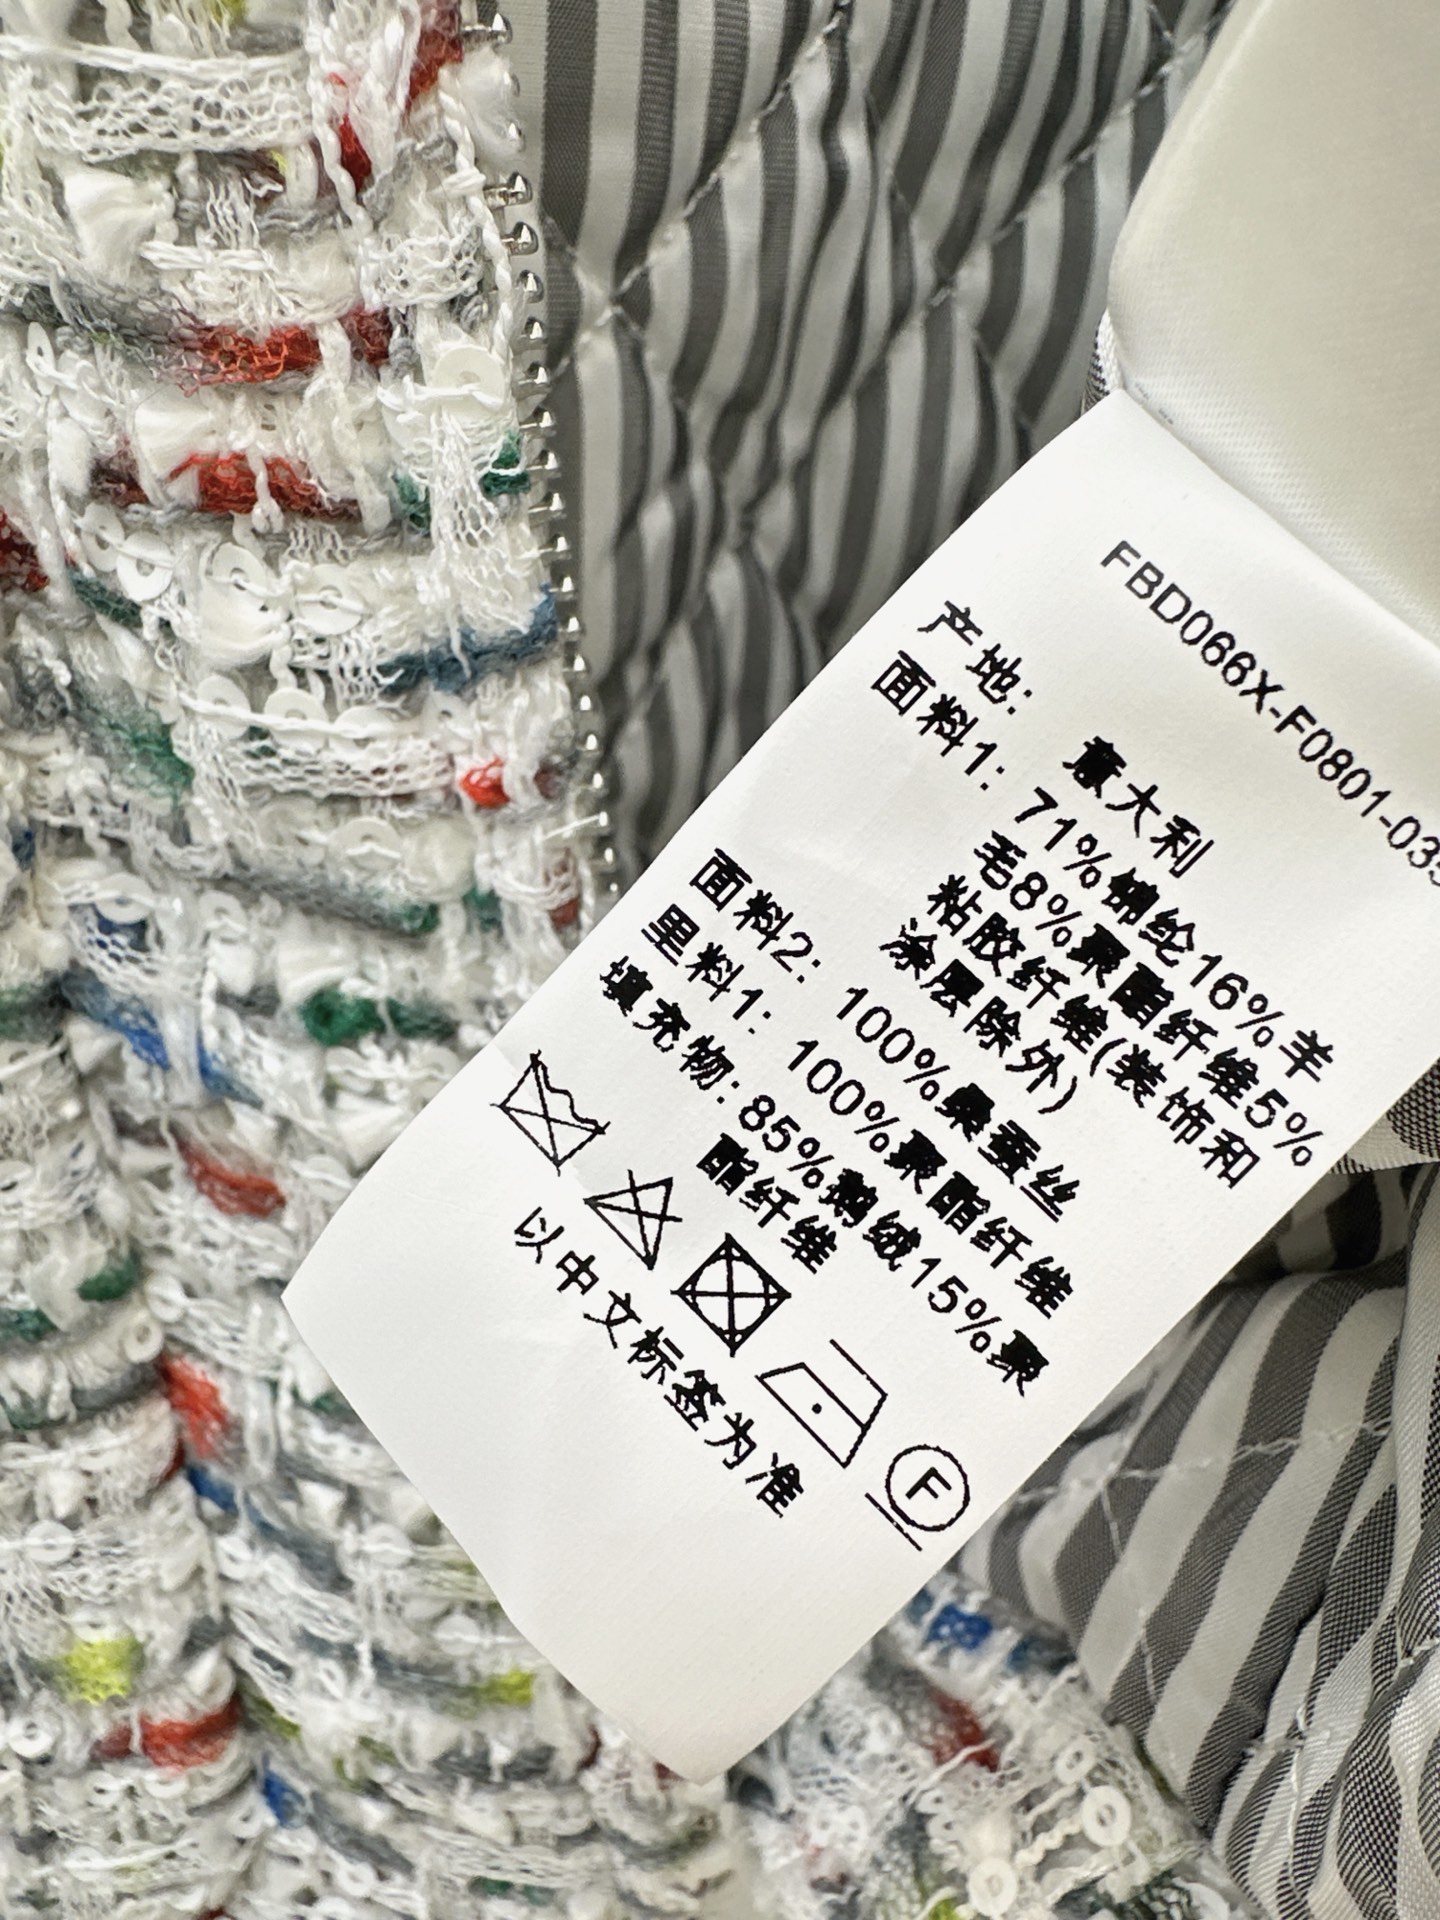 FBD066X-F0801-03
产地: 意大利
面料1: 71%锦纶16%羊
毛8%聚酯纤维5%
粘胶纤维(装饰和
涂层除外)
面料2: 100%桑蚕丝
里料1: 100%聚酯纤维
填充物: 85%鹅绒15%聚
酯纤维
F
以中文标签为准